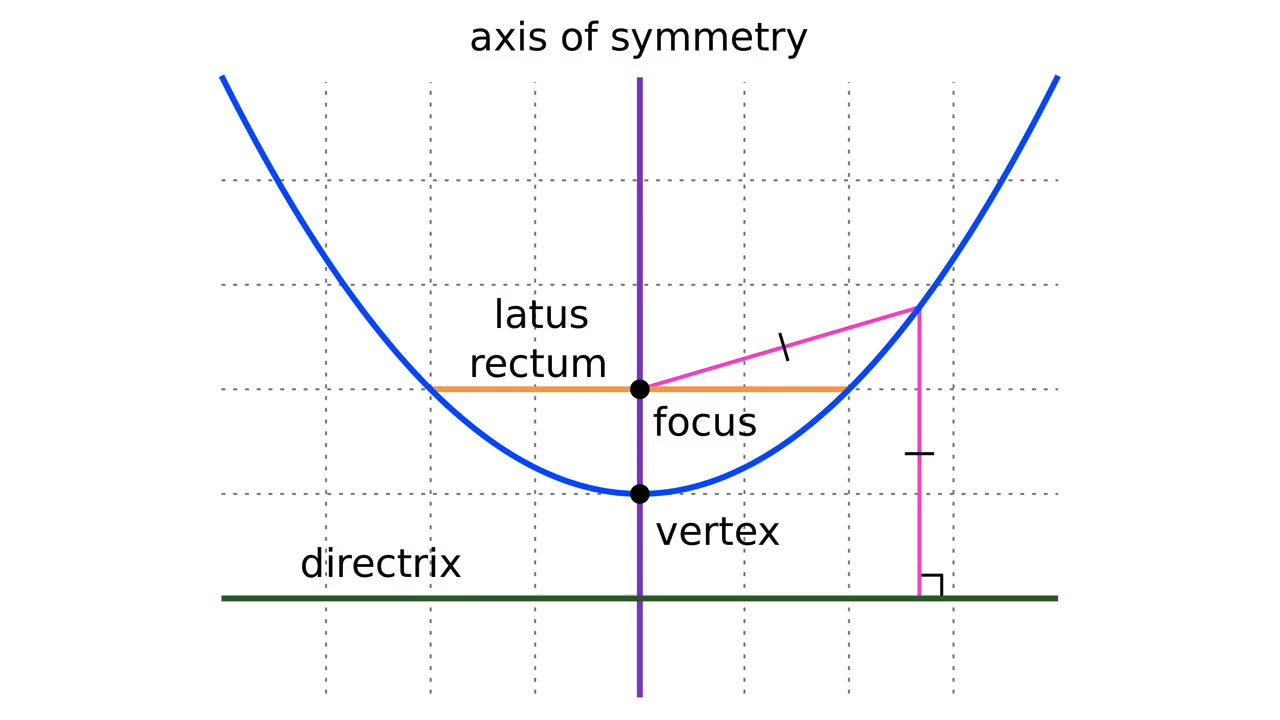 axis of symmetry
latus
rectum
focus
vertex
directrix